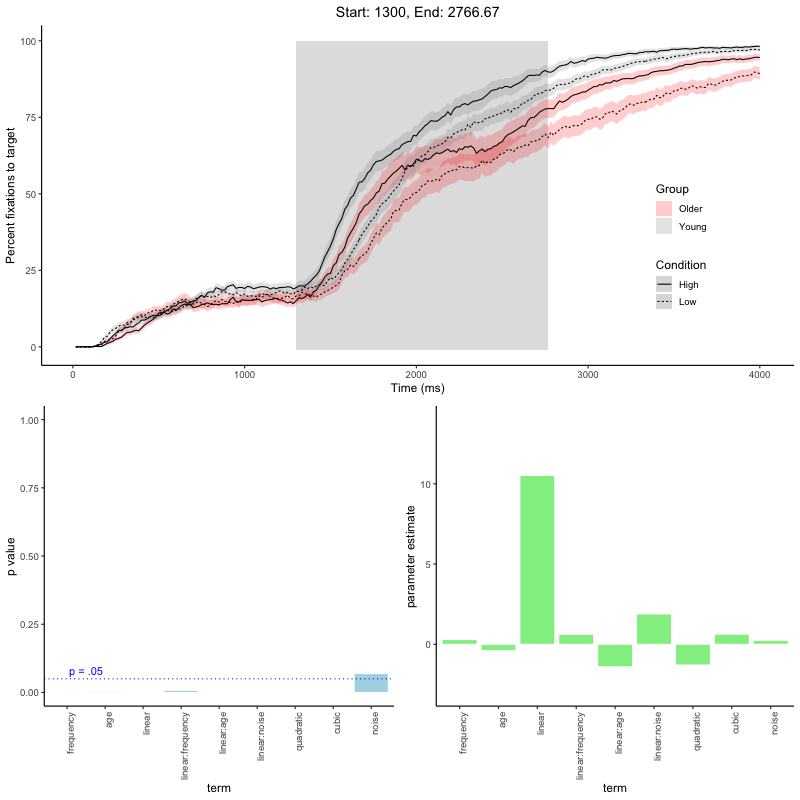 Start: 1300, End: 2766.67
Percent fixations to target
100
75
50
25
0
0
1000
2000
3000
4000
Time (ms)
Group
Older
Young
Condition
High
Low
p value
1.00
0.75
0.50
0.25
0.00
p = .05
frequency
age
linear
linear:frequency
linear:age
linear:noise
quadratic
cubic
noise
term
parameter estimate
10
5
0
frequency
age
linear
linear:frequency
linear:age
linear:noise
quadratic
cubic
noise
term